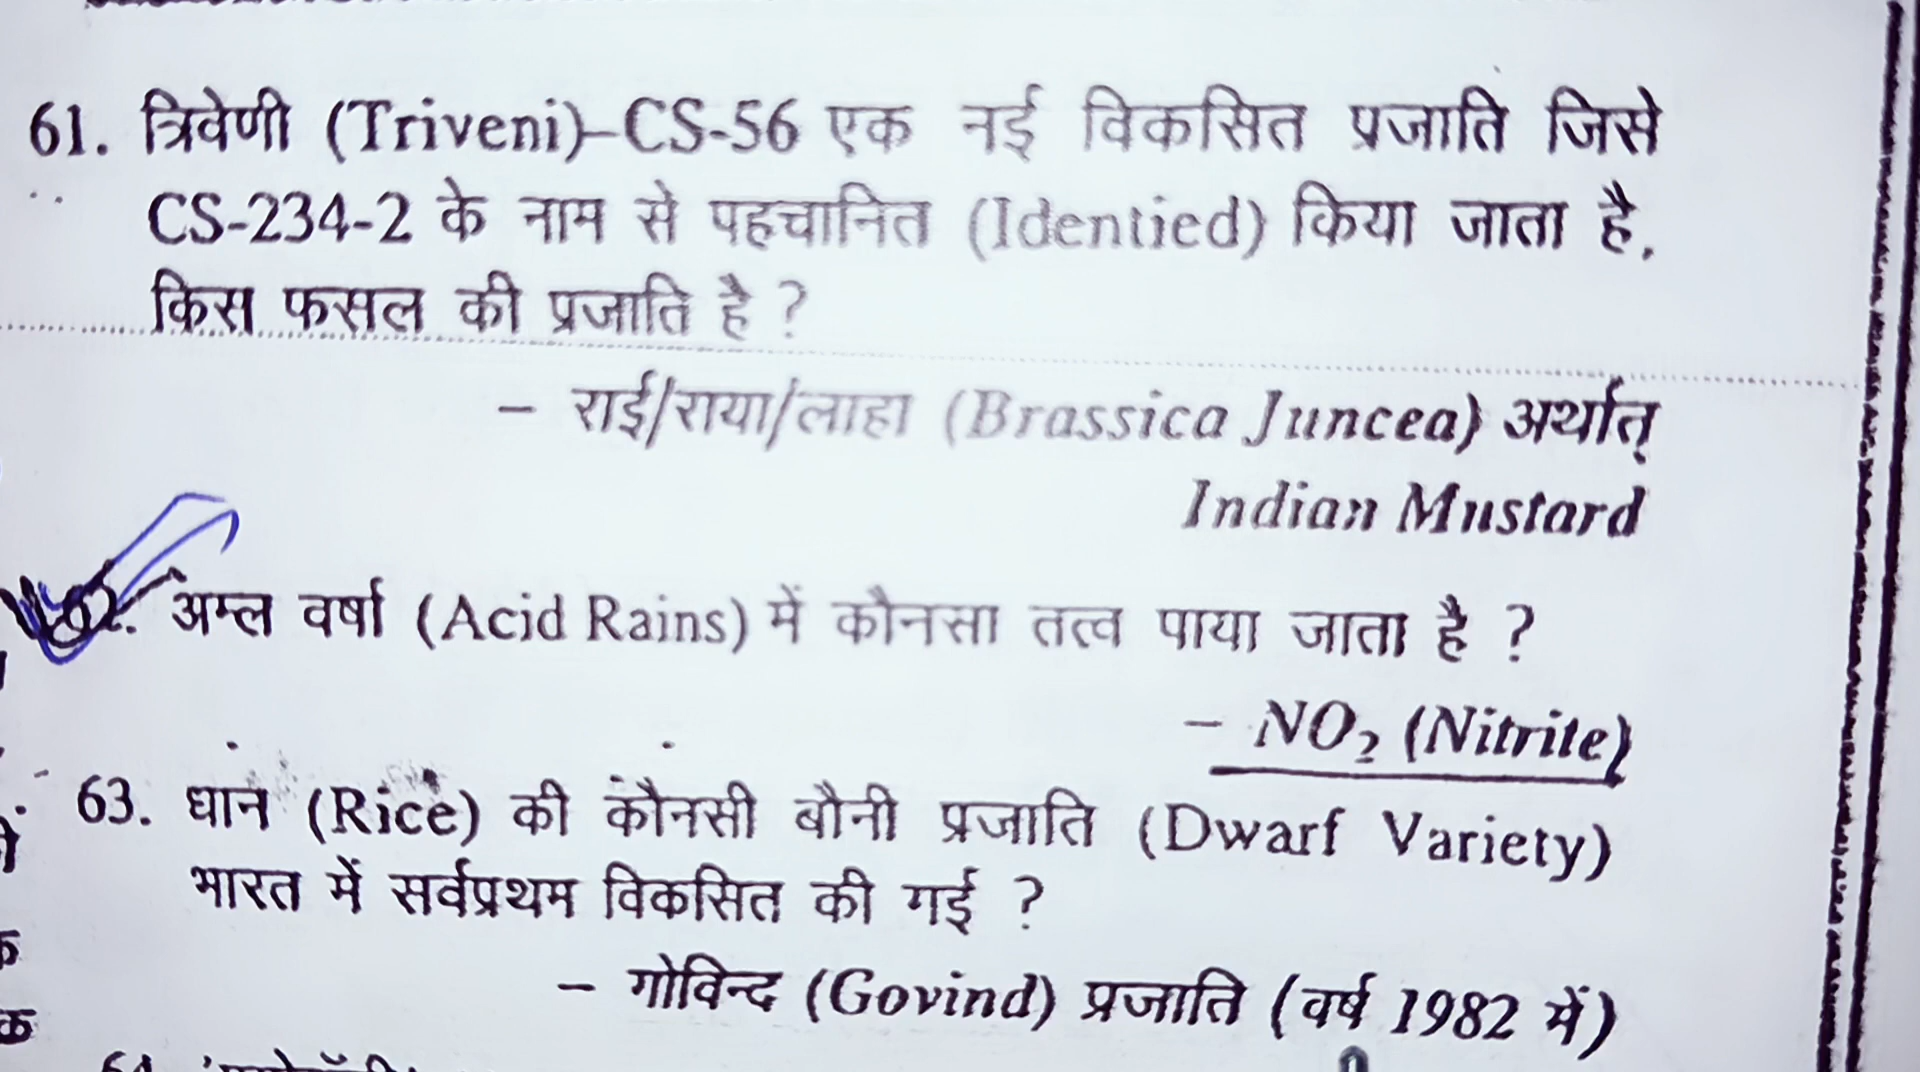 61. त्रिवेणी (Triveni)–CS-56 एक नई विकसित प्रजाति जिसे
CS-234-2 के नाम से पहचानित (Identied) किया जाता है,
किस फसल की प्रजाति है ?
– राई/राया/लाहा (Brassica Juncea) अर्थात्
Indian Mustard
62. अम्ल वर्षा (Acid Rains) में कौनसा तत्व पाया जाता है ?
– NO₂ (Nitrite)
63. धान (Rice) की कौनसी बौनी प्रजाति (Dwarf Variety)
भारत में सर्वप्रथम विकसित की गई ?
– गोविन्द (Govind) प्रजाति (वर्ष 1982 में)
64.